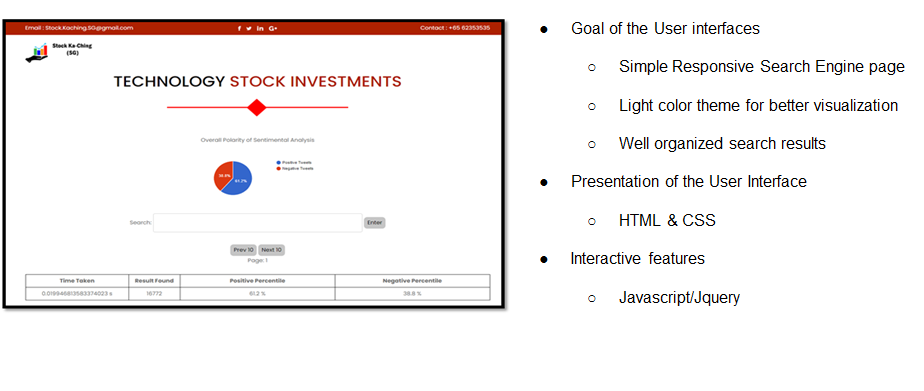 Email : Stock.Kaching.SG@gmail.com
Contact : +65 62353535
Stock Ka-Ching
(SG)
TECHNOLOGY STOCK INVESTMENTS
Overall Polarity of Sentimental Analysis
Positive Tweets
Negative Tweets
38.8%
61.2%
Search:
Enter
Prev 10 Next 10
Page: 1
Time Taken Result Found Positive Percentile Negative Percentile
0.019946813583374023 s 16772 61.2 % 38.8 %
● Goal of the User interfaces
○ Simple Responsive Search Engine page
○ Light color theme for better visualization
○ Well organized search results
● Presentation of the User Interface
○ HTML & CSS
● Interactive features
○ Javascript/Jquery